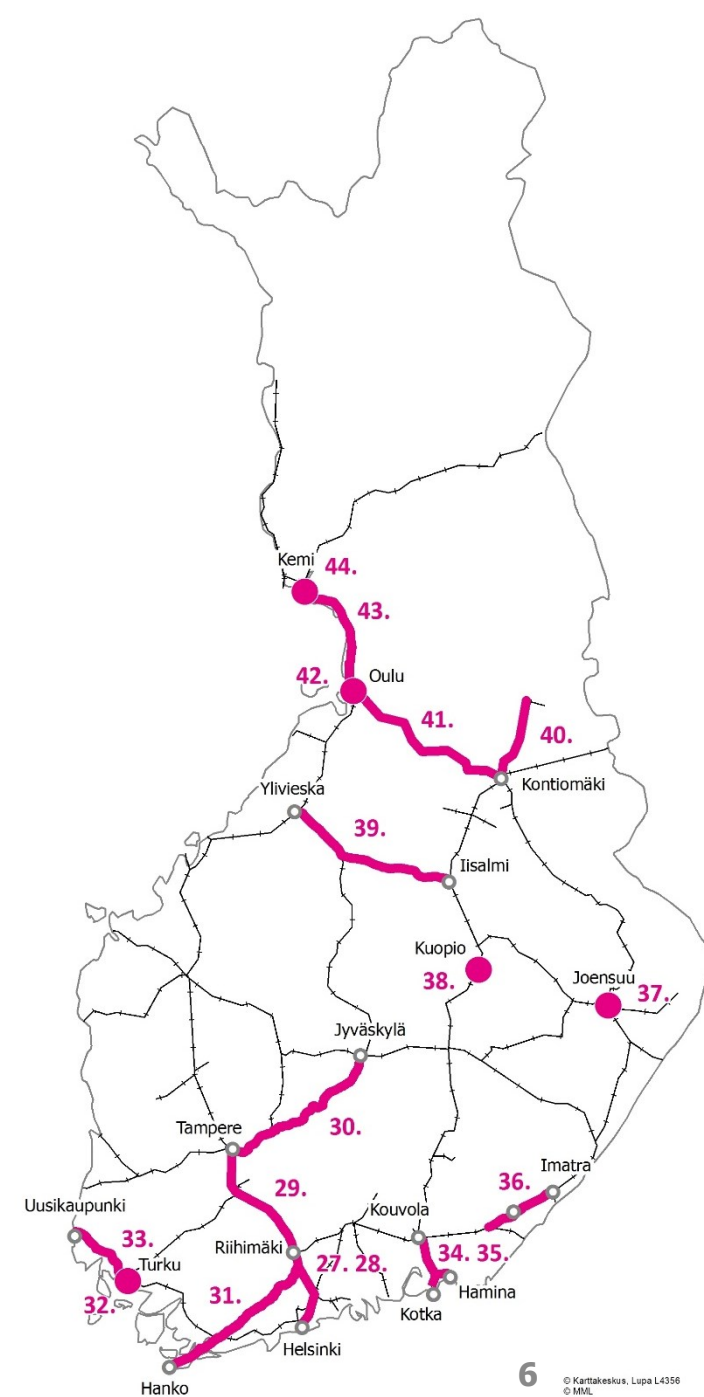 Kemi
44.
43.
42.
Oulu
41.
40.
Kontiomäki
Ylivieska
39.
Iisalmi
Kuopio
38.
Joensuu
37.
Jyväskylä
30.
Tampere
29.
Imatra
36.
Uusikaupunki
Kouvola
33.
Turku
Riihimäki
27. 28.
34. 35.
31.
Hamina
32.
Kotka
Helsinki
Hanko
6
© Karttakeskus, Lupa L4356
© MML